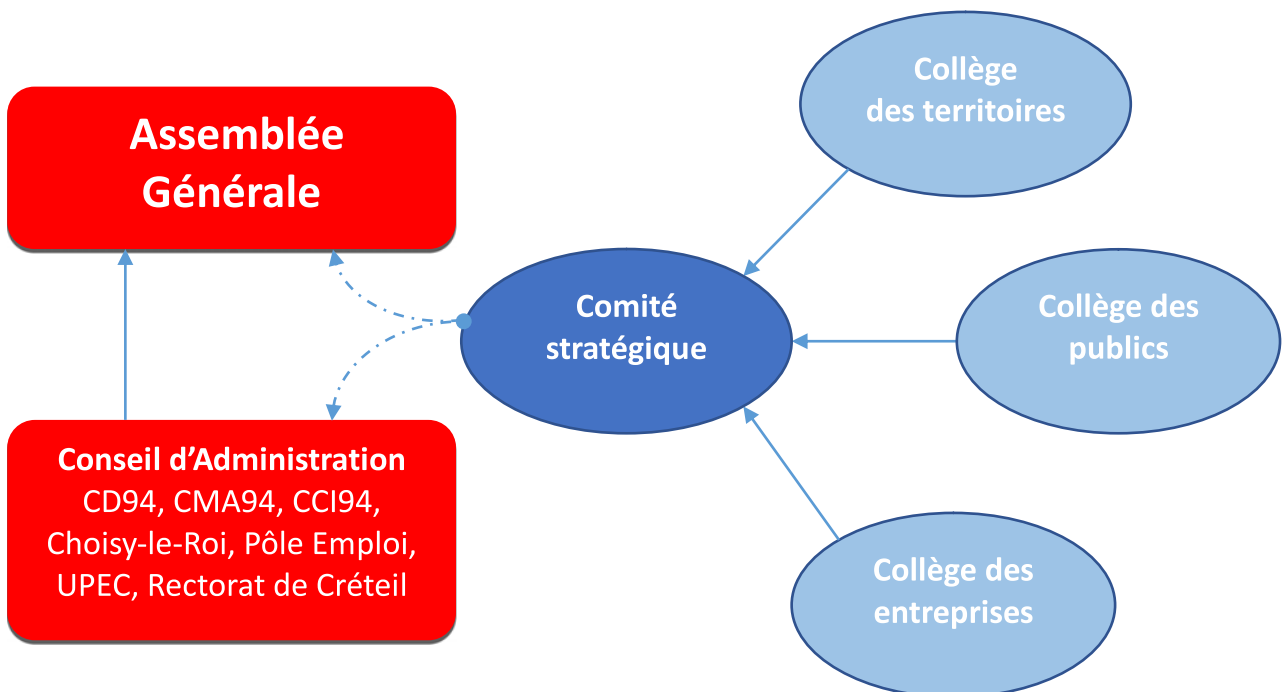 Assemblée
Générale
Conseil d’Administration
CD94, CMA94, CCI94,
Choisy-le-Roi, Pôle Emploi,
UPEC, Rectorat de Créteil
Comité
stratégique
Collège
des territoires
Collège des
publics
Collège des
entreprises